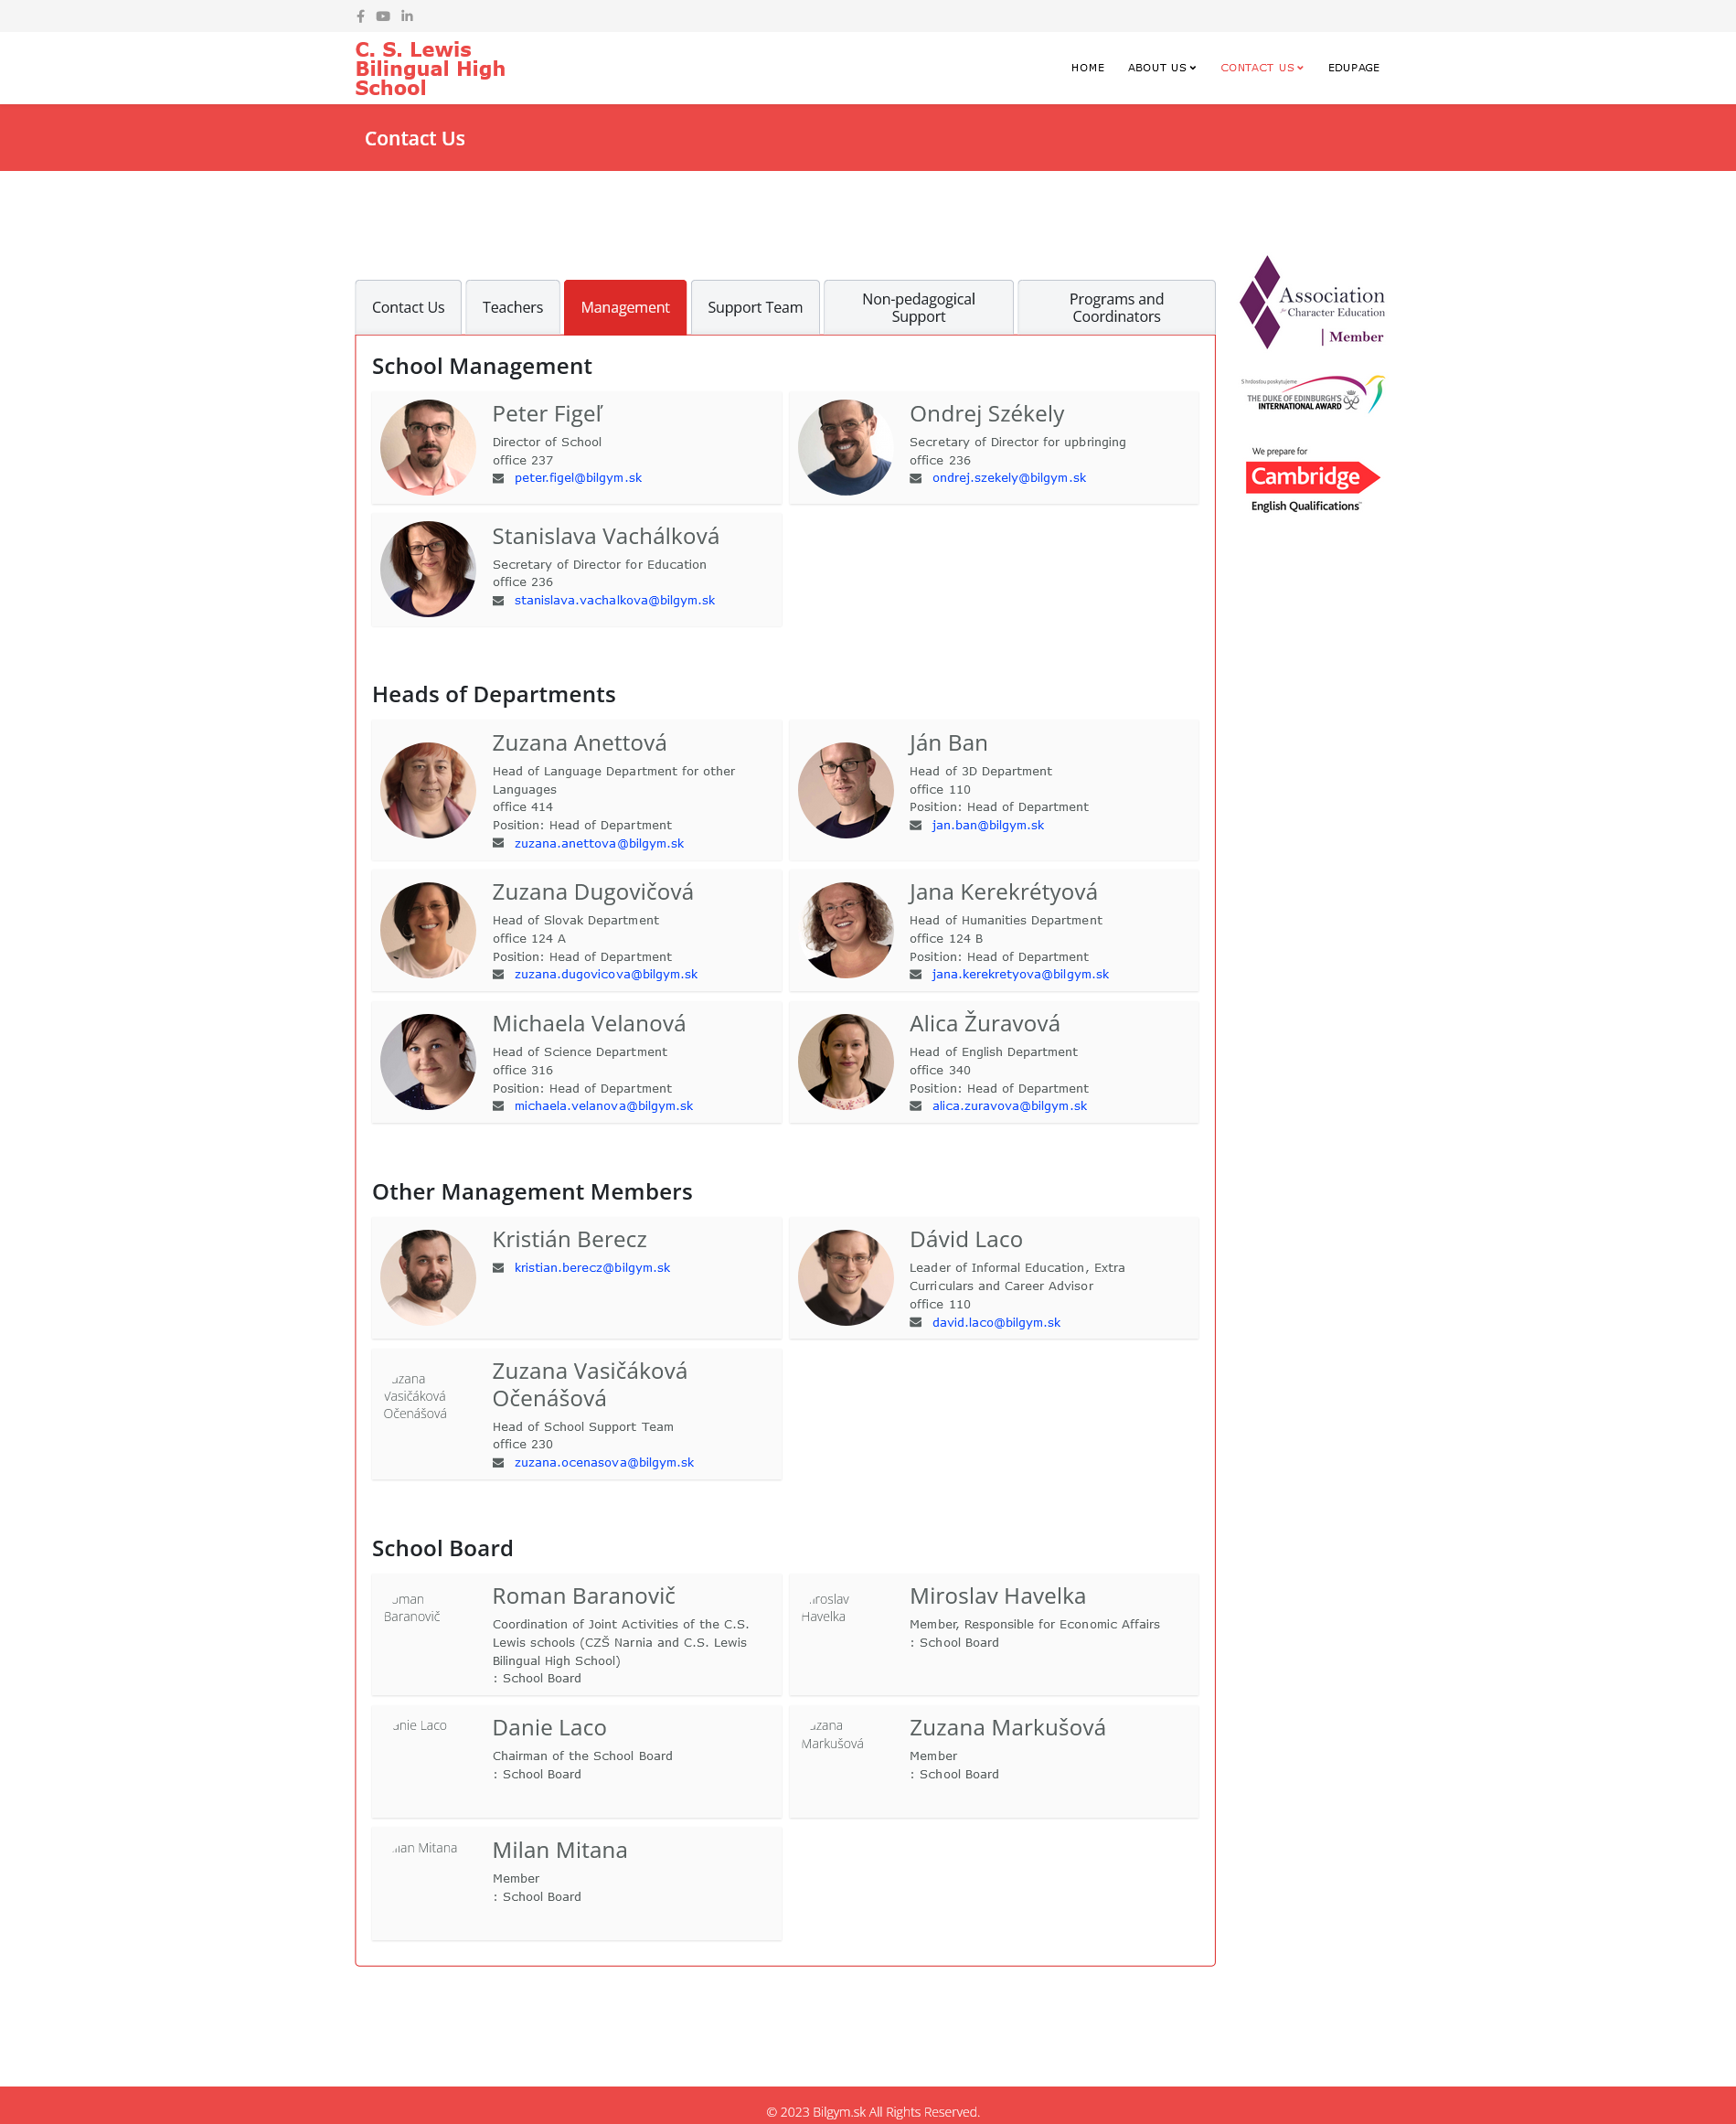 C. S. Lewis
Bilingual High
School
HOME
ABOUT US
CONTACT US
EDUPAGE
Contact Us
Contact Us
Teachers
Management
Support Team
Non-pedagogical
Support
Programs and
Coordinators
School Management
Peter Figeľ
Director of School
office 237
peter.figel@bilgym.sk
Ondrej Székely
Secretary of Director for upbringing
office 236
ondrej.szekely@bilgym.sk
Stanislava Vachálková
Secretary of Director for Education
office 236
stanislava.vachalkova@bilgym.sk
Heads of Departments
Zuzana Anettová
Head of Language Department for other
Languages
office 414
Position: Head of Department
zuzana.anettova@bilgym.sk
Ján Ban
Head of 3D Department
office 110
Position: Head of Department
jan.ban@bilgym.sk
Zuzana Dugovičová
Head of Slovak Department
office 124 A
Position: Head of Department
zuzana.dugovicova@bilgym.sk
Jana Kerekrétyová
Head of Humanities Department
office 124 B
Position: Head of Department
jana.kerekretyova@bilgym.sk
Michaela Velanová
Head of Science Department
office 316
Position: Head of Department
michaela.velanova@bilgym.sk
Alica Žuravová
Head of English Department
office 340
Position: Head of Department
alica.zuravova@bilgym.sk
Other Management Members
Kristián Berecz
kristian.berecz@bilgym.sk
Dávid Laco
Leader of Informal Education, Extra
Curriculars and Career Advisor
office 110
david.laco@bilgym.sk
uzana
Vasičáková
Očenášová
Zuzana Vasičáková
Očenášová
Head of School Support Team
office 230
zuzana.ocenasova@bilgym.sk
School Board
oman
Baranovič
Roman Baranovič
Coordination of Joint Activities of the C.S.
Lewis schools (CZŠ Narnia and C.S. Lewis
Bilingual High School)
: School Board
iroslav
Havelka
Miroslav Havelka
Member, Responsible for Economic Affairs
: School Board
anie Laco
Danie Laco
Chairman of the School Board
: School Board
uzana
Markušová
Zuzana Markušová
Member
: School Board
ilan Mitana
Milan Mitana
Member
: School Board
Association
for Character Education
| Member
S hrdosťou poskytujeme
THE DUKE OF EDINBURGH'S
INTERNATIONAL AWARD
We prepare for
Cambridge
English Qualifications™
© 2023 Bilgym.sk All Rights Reserved.